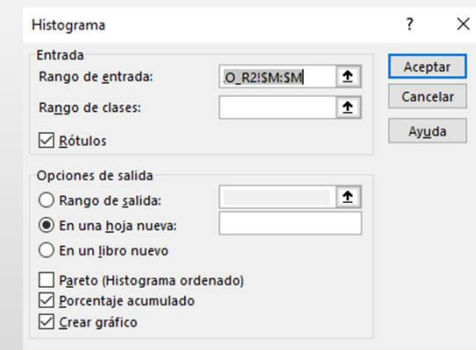 Histograma ? ×
Entrada
Rango de entrada: .O_R2!$M:$M
Rango de clases:
Rótulos
Aceptar
Cancelar
Ayuda
Opciones de salida
Rango de salida:
En una hoja nueva:
En un libro nuevo
Pareto (Histograma ordenado)
Porcentaje acumulado
Crear gráfico